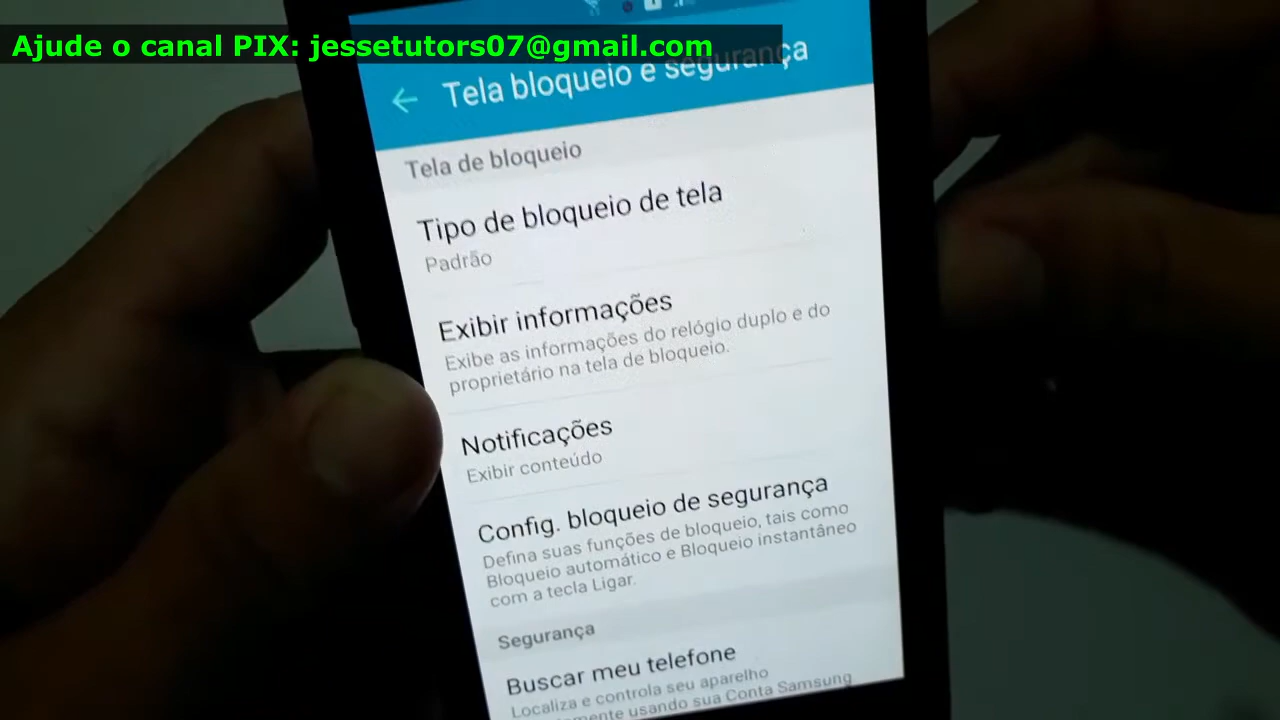 Ajude o canal PIX: jessetutors07@gmail.com
Tela bloqueio e segurança
Tela de bloqueio
Tipo de bloqueio de tela
Padrão
Exibir informações
Exibe as informações do relógio duplo e do
proprietário na tela de bloqueio.
Notificações
Exibir conteúdo
Config. bloqueio de segurança
Defina suas funções de bloqueio, tais como
Bloqueio automático e Bloqueio instantâneo
com a tecla Ligar.
Segurança
Buscar meu telefone
Localiza e controla seu aparelho
usando sua Conta Samsung